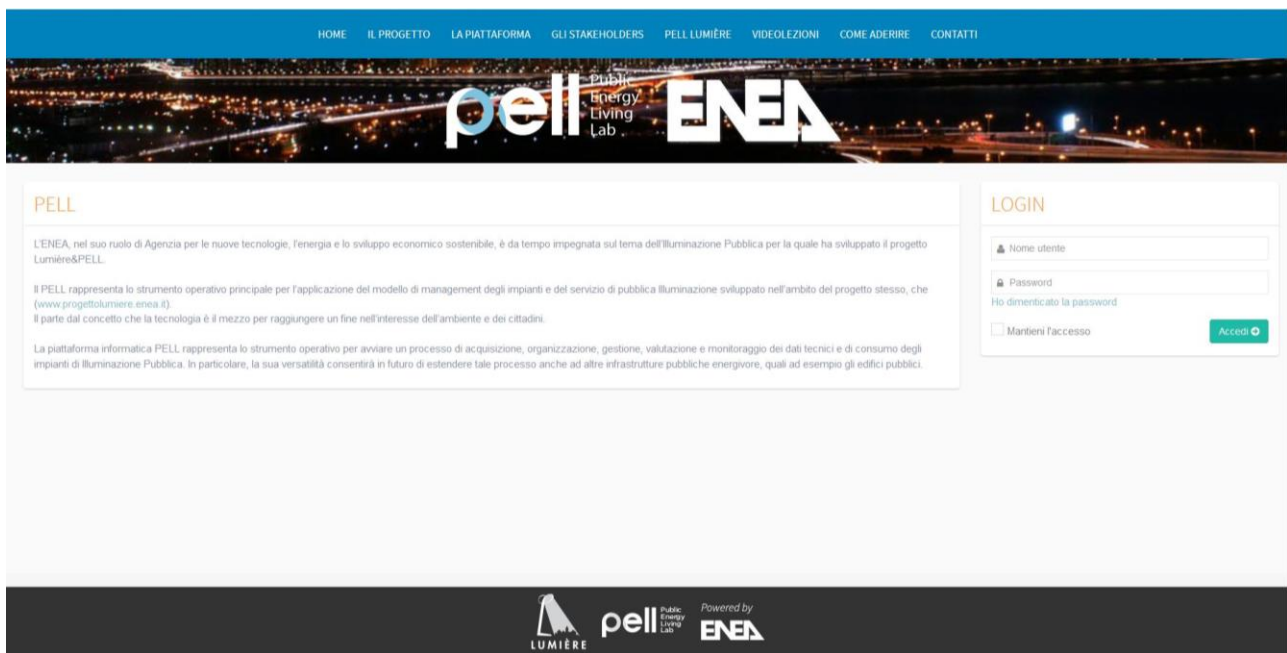 HOME IL PROGETTO LA PIATTAFORMA GLI STAKEHOLDERS PELL LUMIÈRE VIDEOLEZIONI COME ADERIRE CONTATTI
pell Public Energy Living Lab ENEA
PELL
L'ENEA, nel suo ruolo di Agenzia per le nuove tecnologie, l'energia e lo sviluppo economico sostenibile, è da tempo impegnata sul tema dell'Illuminazione Pubblica per la quale ha sviluppato il progetto
Lumière&PELL.
Il PELL rappresenta lo strumento operativo principale per l'applicazione del modello di management degli impianti e del servizio di pubblica Illuminazione sviluppato nell'ambito del progetto stesso, che
(www.progettolumiere.enea.it).
Il parte dal concetto che la tecnologia è il mezzo per raggiungere un fine nell'interesse dell'ambiente e dei cittadini.
La piattaforma informatica PELL rappresenta lo strumento operativo per avviare un processo di acquisizione, organizzazione, gestione, valutazione e monitoraggio dei dati tecnici e di consumo degli
impianti di Illuminazione Pubblica. In particolare, la sua versatilità consentirà in futuro di estendere tale processo anche ad altre infrastrutture pubbliche energivore, quali ad esempio gli edifici pubblici.
LOGIN
Nome utente
Password
Ho dimenticato la password
Mantieni l'accesso Accedi
LUMIÈRE
pell Public Energy Living Lab
Powered by
ENEA